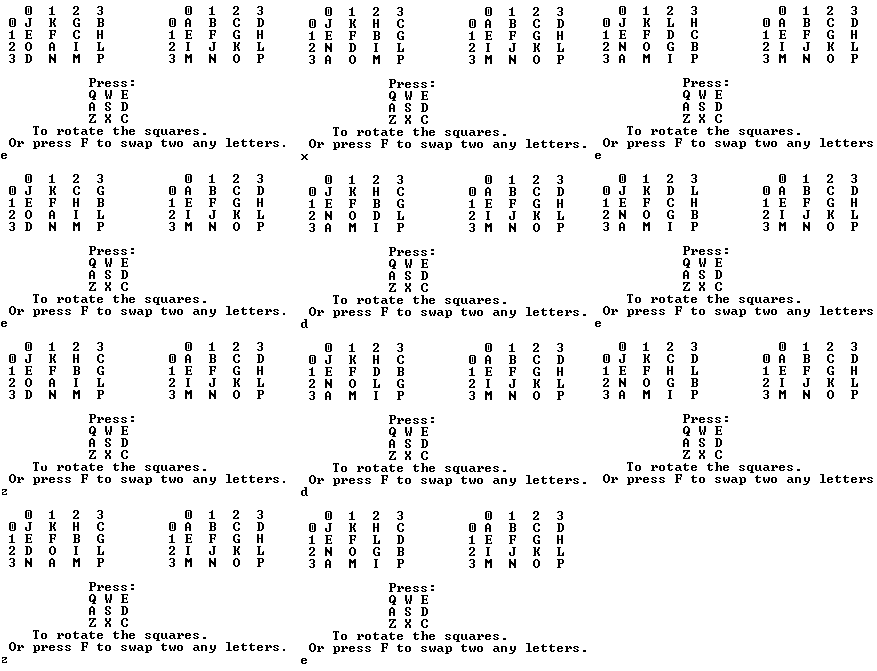 0 1 2 3 0 1 2 3
0 J K G B 0 A B C D
1 E F C H 1 E F G H
2 O A I L 2 I J K L
3 D N M P 3 M N O P
Press:
Q W E
A S D
Z X C
To rotate the squares.
Or press F to swap two any letters.
e
0 1 2 3 0 1 2 3
0 J K C G 0 A B C D
1 E F H B 1 E F G H
2 O A I L 2 I J K L
3 D N M P 3 M N O P
Press:
Q W E
A S D
Z X C
To rotate the squares.
Or press F to swap two any letters.
e
0 1 2 3 0 1 2 3
0 J K H C 0 A B C D
1 E F B G 1 E F G H
2 O A I L 2 I J K L
3 D N M P 3 M N O P
Press:
Q W E
A S D
Z X C
To rotate the squares.
Or press F to swap two any letters.
z
0 1 2 3 0 1 2 3
0 J K H C 0 A B C D
1 E F B G 1 E F G H
2 D O I L 2 I J K L
3 N A M P 3 M N O P
Press:
Q W E
A S D
Z X C
To rotate the squares.
Or press F to swap two any letters.
z
0 1 2 3 0 1 2 3
0 J K H C 0 A B C D
1 E F B G 1 E F G H
2 N D I L 2 I J K L
3 A O M P 3 M N O P
Press:
Q W E
A S D
Z X C
To rotate the squares.
Or press F to swap two any letters.
x
0 1 2 3 0 1 2 3
0 J K H C 0 A B C D
1 E F B G 1 E F G H
2 N O D L 2 I J K L
3 A M I P 3 M N O P
Press:
Q W E
A S D
Z X C
To rotate the squares.
Or press F to swap two any letters.
d
0 1 2 3 0 1 2 3
0 J K H C 0 A B C D
1 E F D B 1 E F G H
2 N O L G 2 I J K L
3 A M I P 3 M N O P
Press:
Q W E
A S D
Z X C
To rotate the squares.
Or press F to swap two any letters.
d
0 1 2 3 0 1 2 3
0 J K H C 0 A B C D
1 E F L D 1 E F G H
2 N O G B 2 I J K L
3 A M I P 3 M N O P
Press:
Q W E
A S D
Z X C
To rotate the squares.
Or press F to swap two any letters.
e
0 1 2 3 0 1 2 3
0 J K L H 0 A B C D
1 E F D C 1 E F G H
2 N O G B 2 I J K L
3 A M I P 3 M N O P
Press:
Q W E
A S D
Z X C
To rotate the squares.
Or press F to swap two any letters
e
0 1 2 3 0 1 2 3
0 J K D L 0 A B C D
1 E F C H 1 E F G H
2 N O G B 2 I J K L
3 A M I P 3 M N O P
Press:
Q W E
A S D
Z X C
To rotate the squares.
Or press F to swap two any letters
e
0 1 2 3 0 1 2 3
0 J K C D 0 A B C D
1 E F H L 1 E F G H
2 N O G B 2 I J K L
3 A M I P 3 M N O P
Press:
Q W E
A S D
Z X C
To rotate the squares.
Or press F to swap two any letters